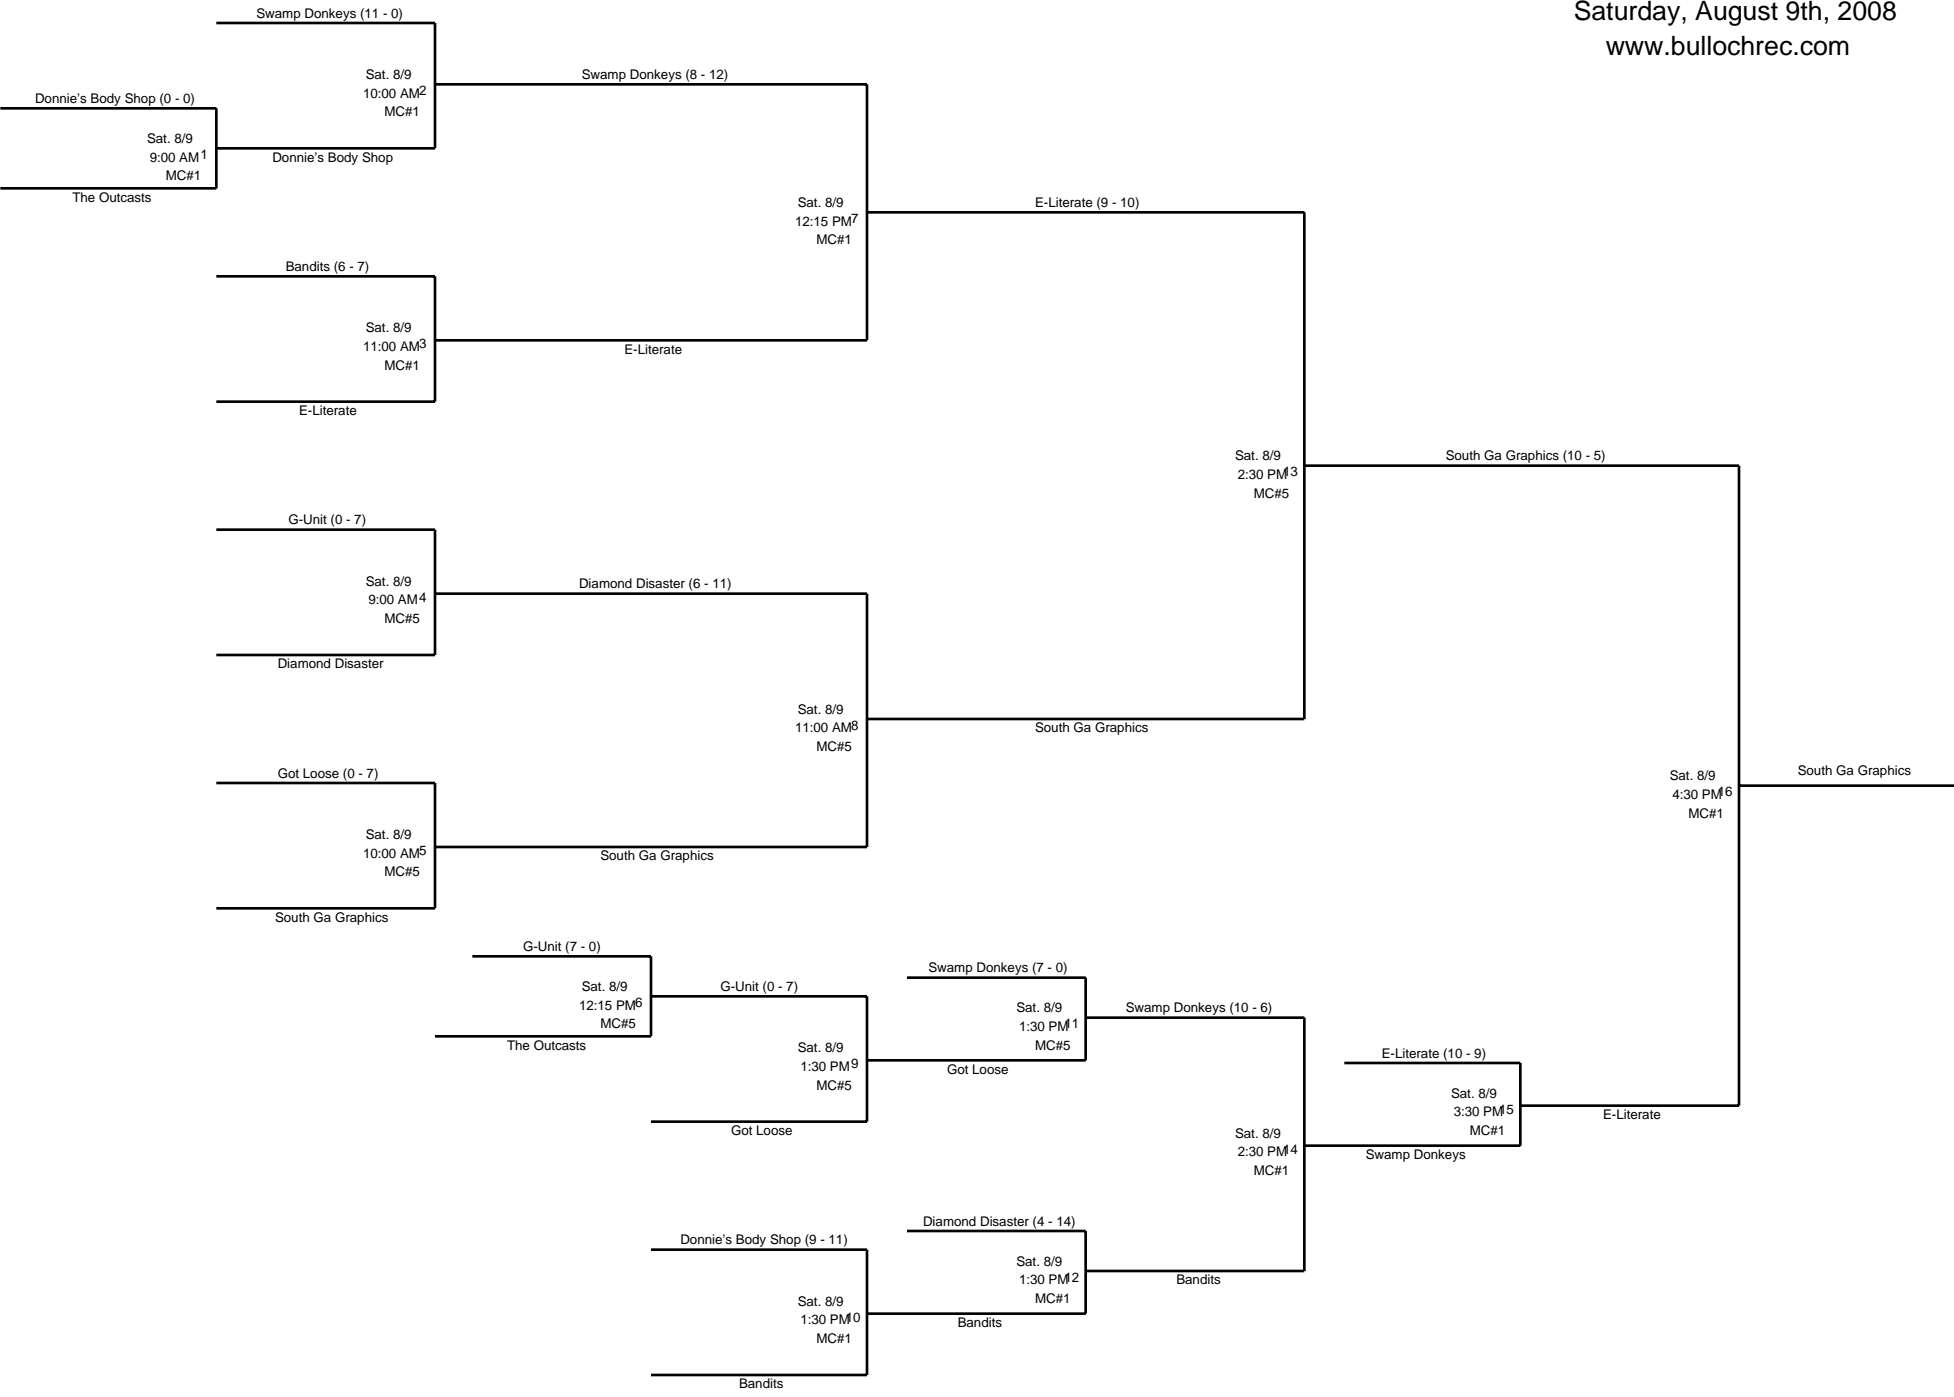 Saturday, August 9th, 2008
www.bullochrec.com
Swamp Donkeys (11 - 0)
Sat. 8/9
10:00 AM 2
MC#1
Donnie's Body Shop (0 - 0)
Sat. 8/9
9:00 AM 1
MC#1
The Outcasts
Donnie's Body Shop
Swamp Donkeys (8 - 12)
Sat. 8/9
12:15 PM 7
MC#1
Bandits (6 - 7)
Sat. 8/9
11:00 AM 3
MC#1
E-Literate
E-Literate
E-Literate (9 - 10)
Sat. 8/9
2:30 PM 13
MC#5
G-Unit (0 - 7)
Sat. 8/9
9:00 AM 4
MC#5
Diamond Disaster
Diamond Disaster (6 - 11)
Sat. 8/9
11:00 AM 8
MC#5
South Ga Graphics
Got Loose (0 - 7)
Sat. 8/9
10:00 AM 5
MC#5
South Ga Graphics
South Ga Graphics
South Ga Graphics (10 - 5)
Sat. 8/9
4:30 PM 16
MC#1
South Ga Graphics
G-Unit (7 - 0)
Sat. 8/9
12:15 PM 6
MC#5
The Outcasts
G-Unit (0 - 7)
Sat. 8/9
1:30 PM 9
MC#5
Got Loose
Swamp Donkeys (7 - 0)
Sat. 8/9
1:30 PM 11
MC#5
Got Loose
Swamp Donkeys (10 - 6)
Sat. 8/9
2:30 PM 14
MC#1
E-Literate (10 - 9)
Sat. 8/9
3:30 PM 15
MC#1
Swamp Donkeys
E-Literate
Donnie's Body Shop (9 - 11)
Sat. 8/9
1:30 PM 10
MC#1
Bandits
Diamond Disaster (4 - 14)
Sat. 8/9
1:30 PM 12
MC#1
Bandits
Bandits